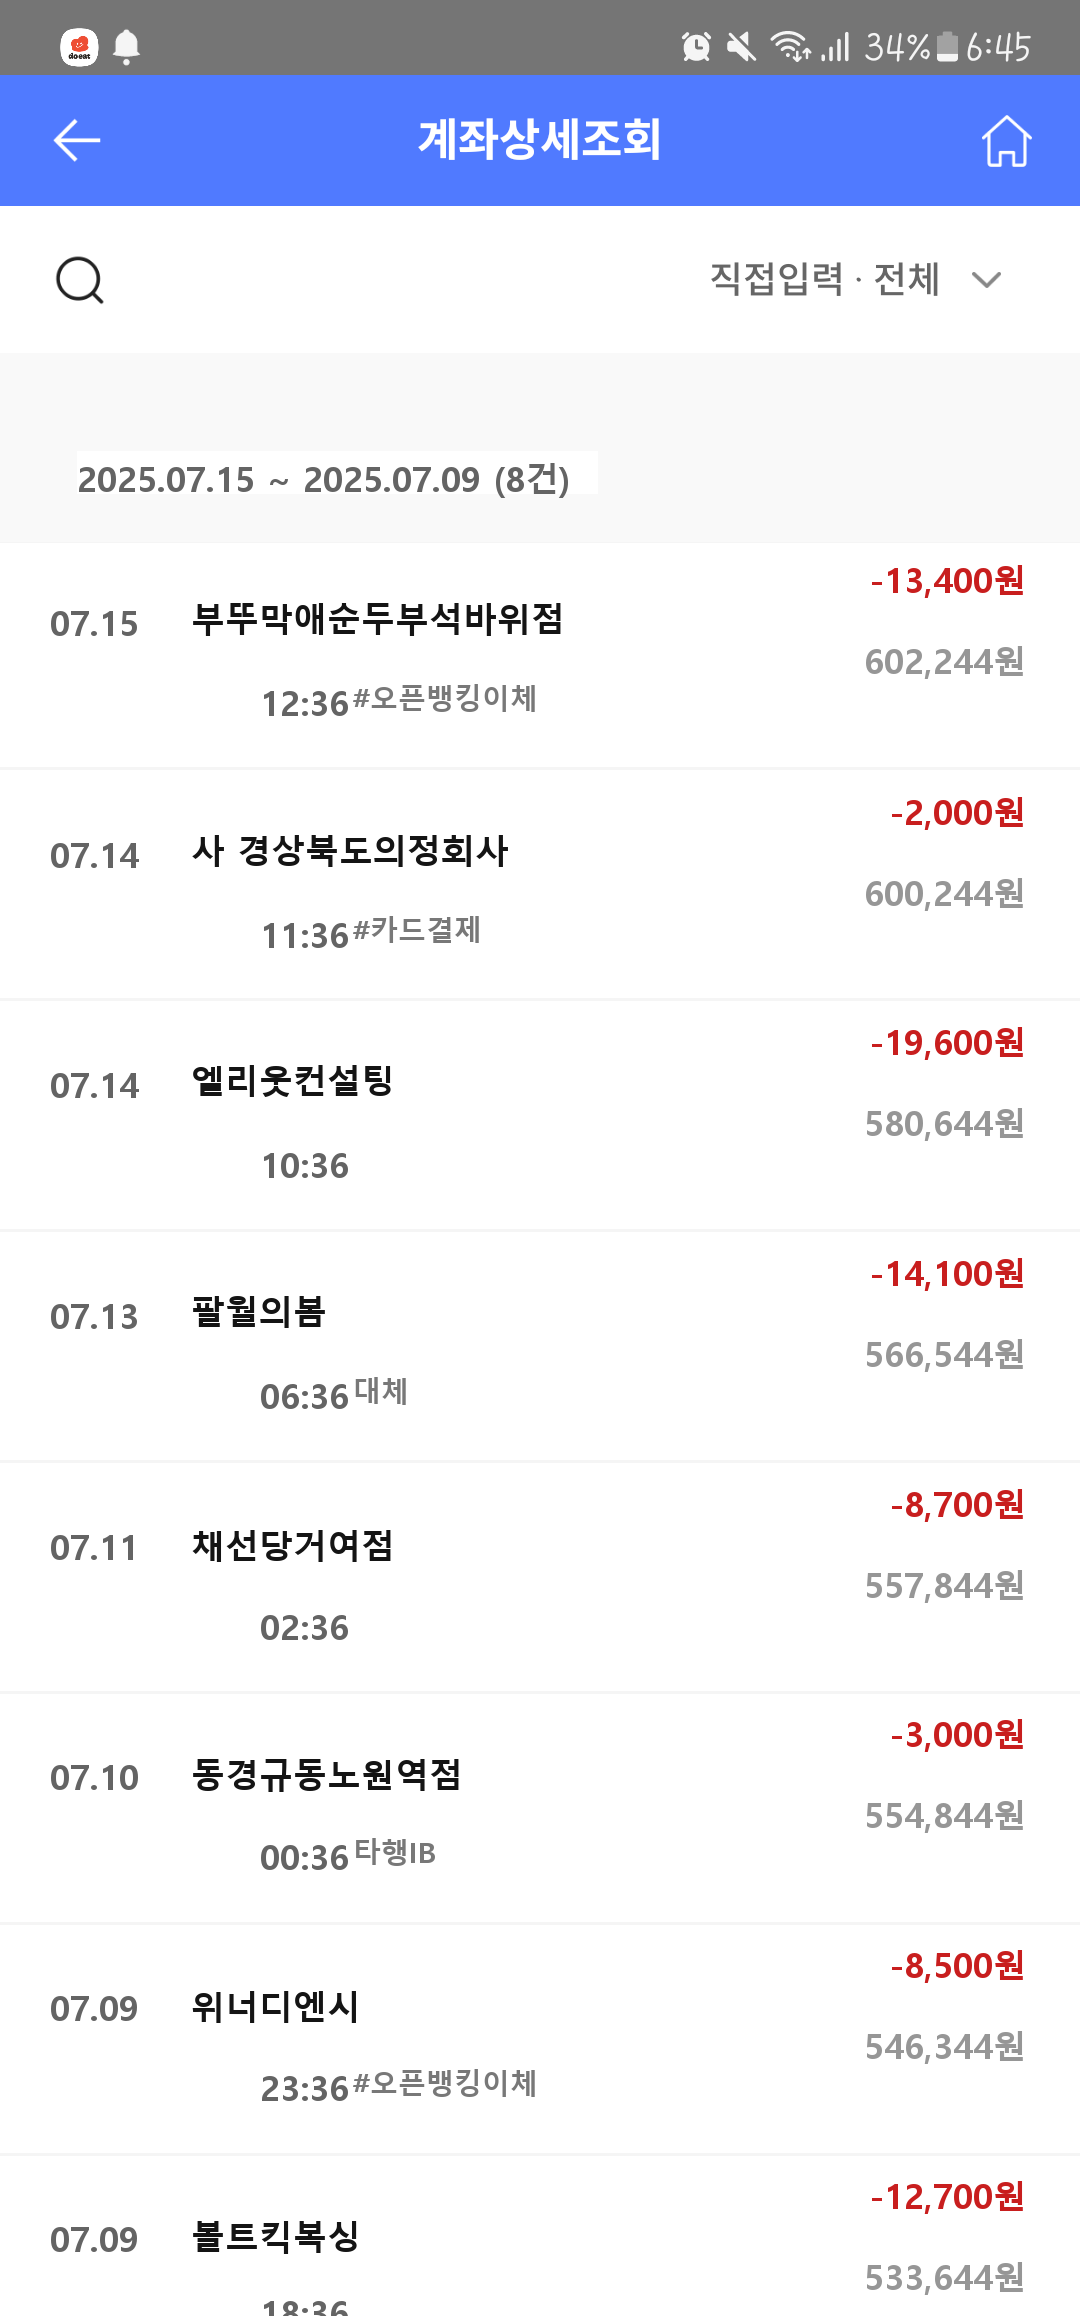 doeat 34% 6:45
계좌상세조회
직접입력 · 전체
2025.07.15 ~ 2025.07.09 (8건)
-13,400원
07.15 부뚜막애순두부석바위점
602,244원
12:36 #오픈뱅킹이체
-2,000원
07.14 사 경상북도의정회사
600,244원
11:36 #카드결제
-19,600원
07.14 엘리웃컨설팅
580,644원
10:36
-14,100원
07.13 팔월의봄
566,544원
06:36 대체
-8,700원
07.11 채선당거여점
557,844원
02:36
-3,000원
07.10 동경규동노원역점
554,844원
00:36 타행IB
-8,500원
07.09 위너디엔시
546,344원
23:36 #오픈뱅킹이체
-12,700원
07.09 볼트킥복싱
533,644원
18:36